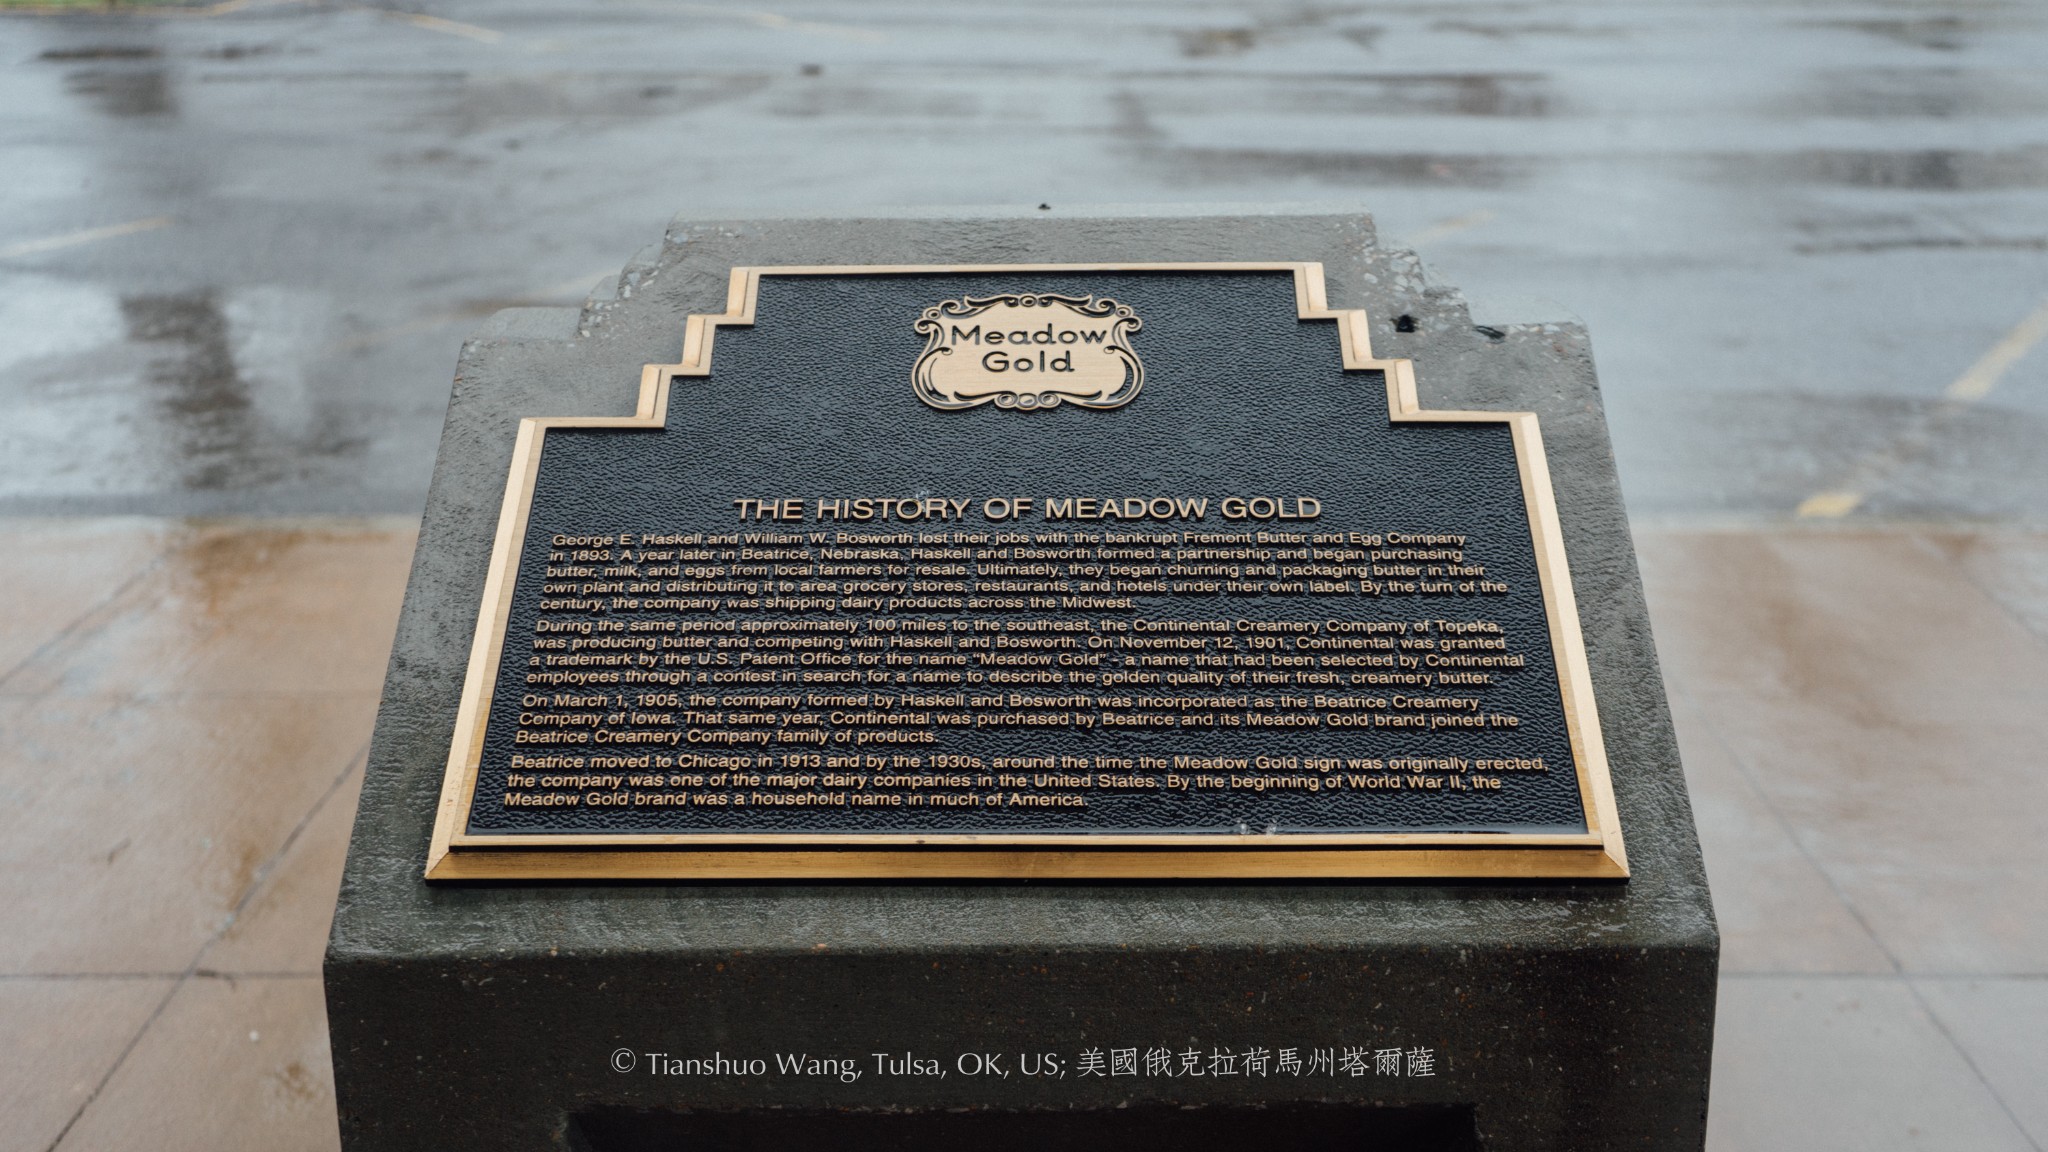 Meadow
Gold
THE HISTORY OF MEADOW GOLD
George E. Haskell and William W. Bosworth lost their jobs with the bankrupt Fremont Butter and Egg Company
in 1893. A year later in Beatrice, Nebraska, Haskell and Bosworth formed a partnership and began purchasing
butter, milk, and eggs from local farmers for resale. Ultimately, they began churning and packaging butter in their
own plant and distributing it to area grocery stores, restaurants, and hotels under their own label. By the turn of the
century, the company was shipping dairy products across the Midwest.
During the same period approximately 100 miles to the southeast, the Continental Creamery Company of Topeka,
was producing butter and competing with Haskell and Bosworth. On November 12, 1901, Continental was granted
a trademark by the U.S. Patent Office for the name "Meadow Gold" - a name that had been selected by Continental
employees through a contest in search for a name to describe the golden quality of their fresh, creamery butter.
On March 1, 1905, the company formed by Haskell and Bosworth was incorporated as the Beatrice Creamery
Company of Iowa. That same year, Continental was purchased by Beatrice and its Meadow Gold brand joined the
Beatrice Creamery Company family of products.
Beatrice moved to Chicago in 1913 and by the 1930s, around the time the Meadow Gold sign was originally erected,
the company was one of the major dairy companies in the United States. By the beginning of World War II, the
Meadow Gold brand was a household name in much of America.
© Tianshuo Wang, Tulsa, OK, US; 美國俄克拉荷馬州塔爾薩